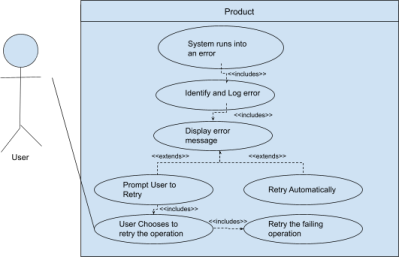 Product
System runs into
an error
<<includes>>
Identify and Log error
<<includes>>
Display error
message
<<extends>>
<<extends>>
Prompt User to
Retry
Retry Automatically
<<includes>>
User Chooses to
retry the operation
<<includes>>
Retry the failing
operation
User